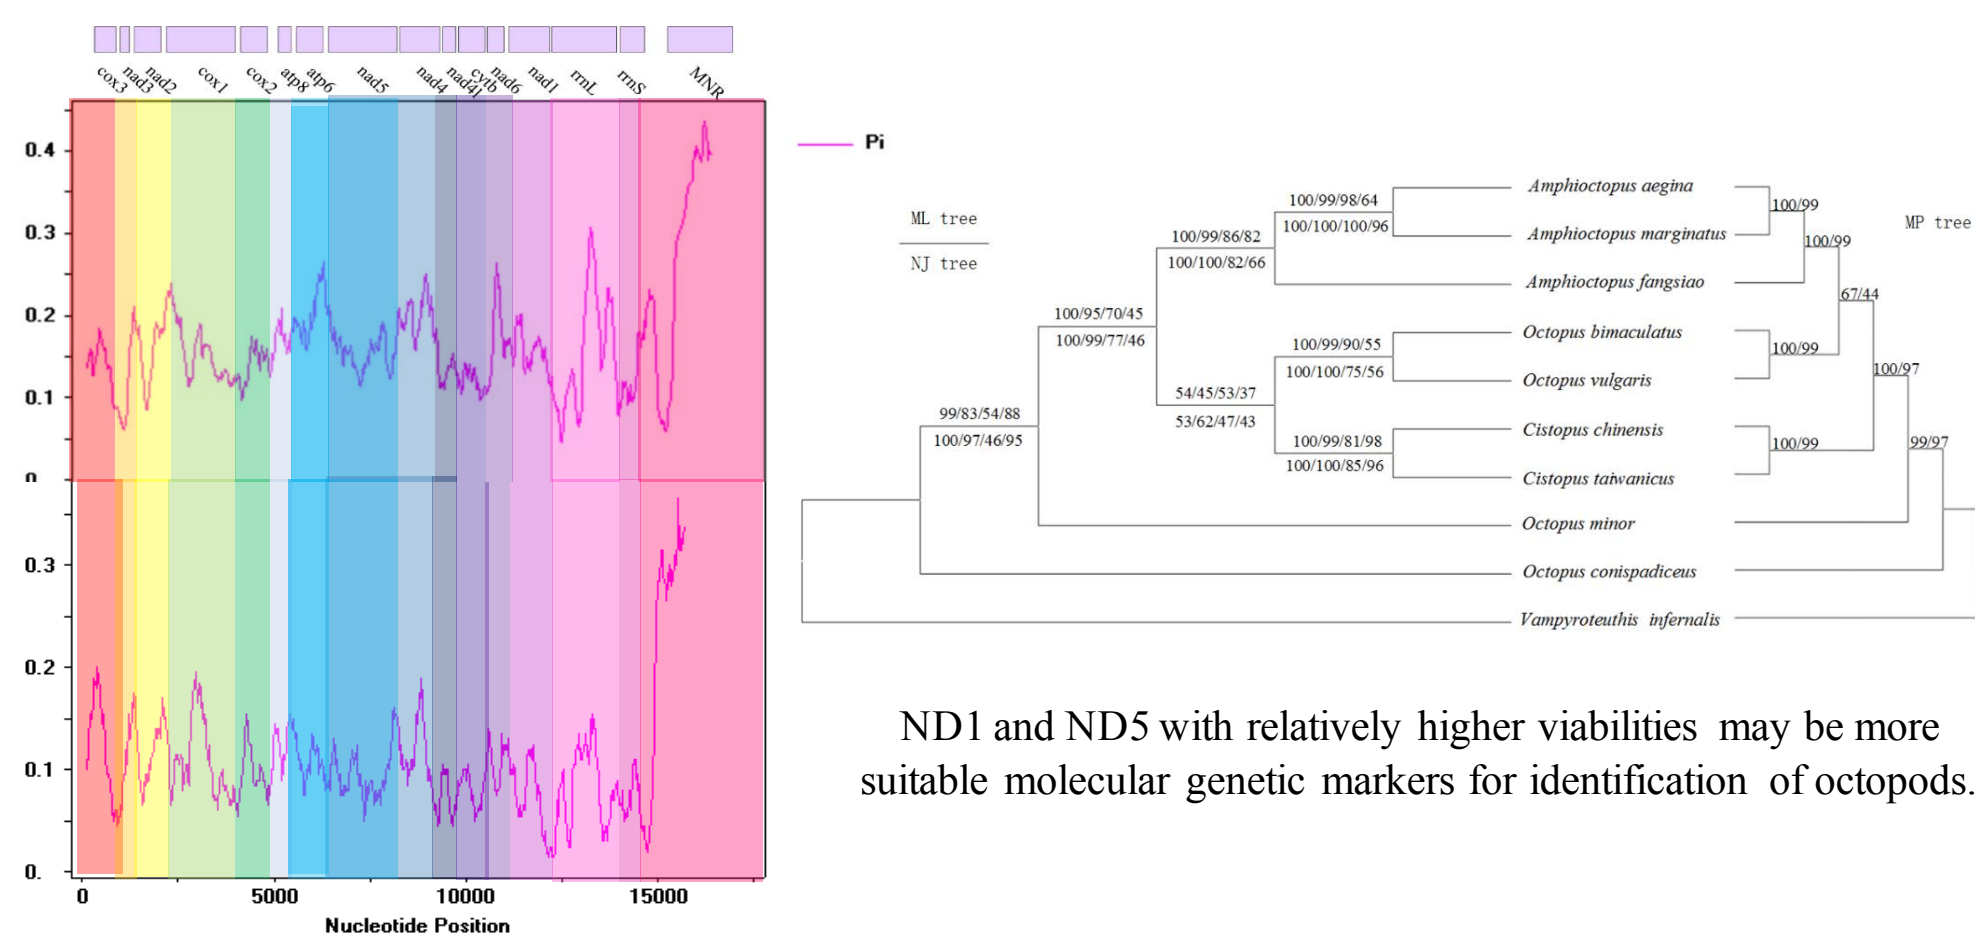 cox3 nad3 nad2 cox1 cox2 atp8 atp6 nad5 nad4 nad4l cytb nad6 nad1 rrnL rrnS MNR
0.4
0.3
0.2
0.1
0.
0.3
0.2
0.1
0.
0 5000 10000 15000
Nucleotide Position
Pi
ML tree
NJ tree
MP tree
100/99/98/64
100/100/100/96
100/99/86/82
100/100/82/66
100/95/70/45
100/99/77/46
100/99/90/55
100/100/75/56
54/45/53/37
53/62/47/43
99/83/54/88
100/97/46/95
100/99/81/98
100/100/85/96
Amphioctopus aegina
Amphioctopus marginatus
Amphioctopus fangsiao
Octopus bimaculatus
Octopus vulgaris
Cistopus chinensis
Cistopus taiwanicus
Octopus minor
Octopus conispadiceus
Vampyroteuthis infernalis
100/99
100/99
67/44
100/99
100/97
100/99
99/97
ND1 and ND5 with relatively higher viabilities may be more
suitable molecular genetic markers for identification of octopods.